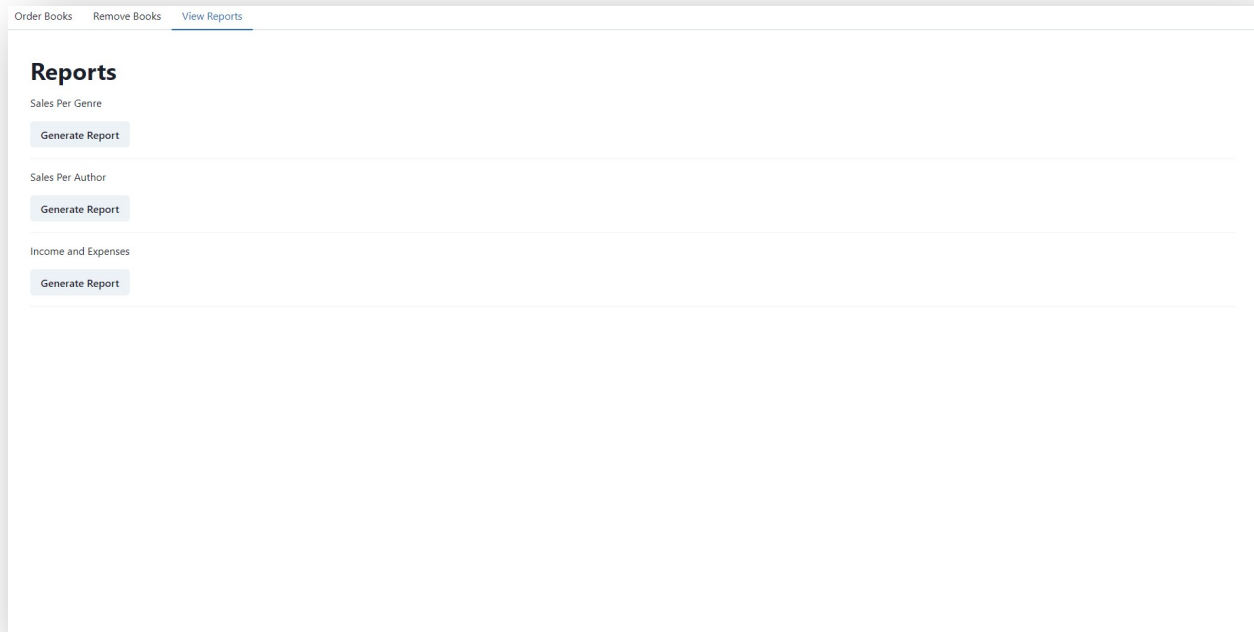 Order Books Remove Books View Reports
Reports
Sales Per Genre
Generate Report
Sales Per Author
Generate Report
Income and Expenses
Generate Report